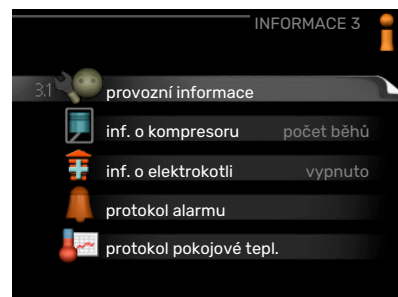 INFORMACE 3
3.1 provozní informace
inf. o kompresoru počet běhů
inf. o elektrokotli vypnuto
protokol alarmu
protokol pokojové tepl.